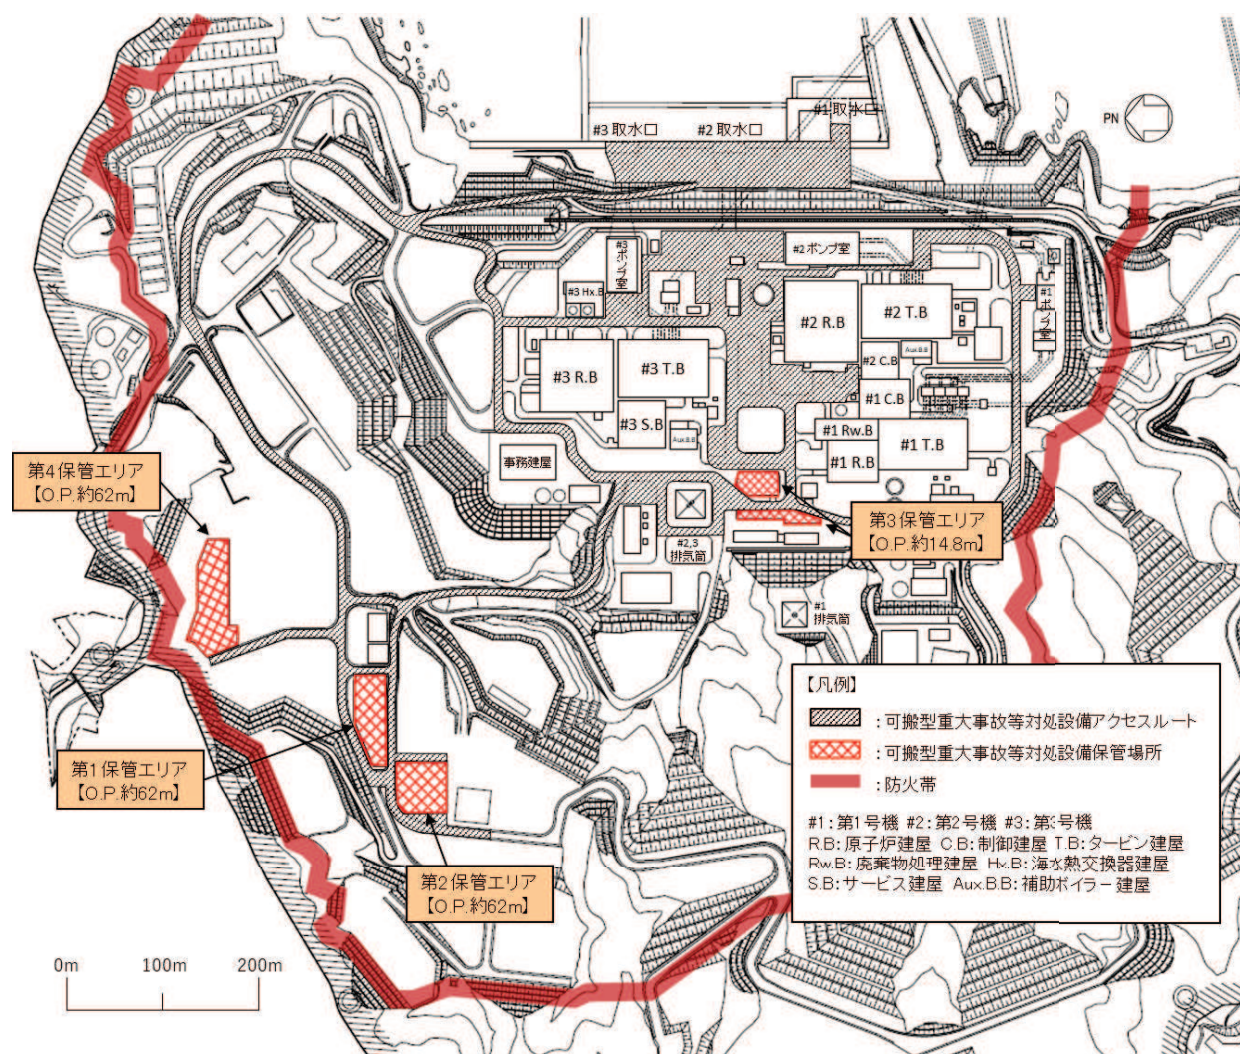 #1 取水口
#3 取水口
#2 取水口
PN
#3 ポンプ室
#2 ポンプ室
#3 Hx.B
#1 ポンプ室
#2 R.B
#2 T.B
#3 R.B
#3 T.B
#2 C.B
Aux.B.B
#1 C.B
#3 S.B
Aux.B.B
#1 Rw.B
#1 T.B
#1 R.B
事務建屋
第4保管エリア
【O.P.約62m】
第3保管エリア
【O.P.約14.8m】
#2,3
排気筒
#1
排気筒
第1保管エリア
【O.P.約62m】
第2保管エリア
【O.P.約62m】
【凡例】
：可搬型重大事故等対処設備アクセスルート
：可搬型重大事故等対処設備保管場所
：防火帯
#1：第1号機 #2：第2号機 #3：第3号機
R.B：原子炉建屋 C.B：制御建屋 T.B：タービン建屋
Rw.B：廃棄物処理建屋 Hx.B：海水熱交換器建屋
S.B：サービス建屋 Aux.B.B：補助ボイラー建屋
0m 100m 200m